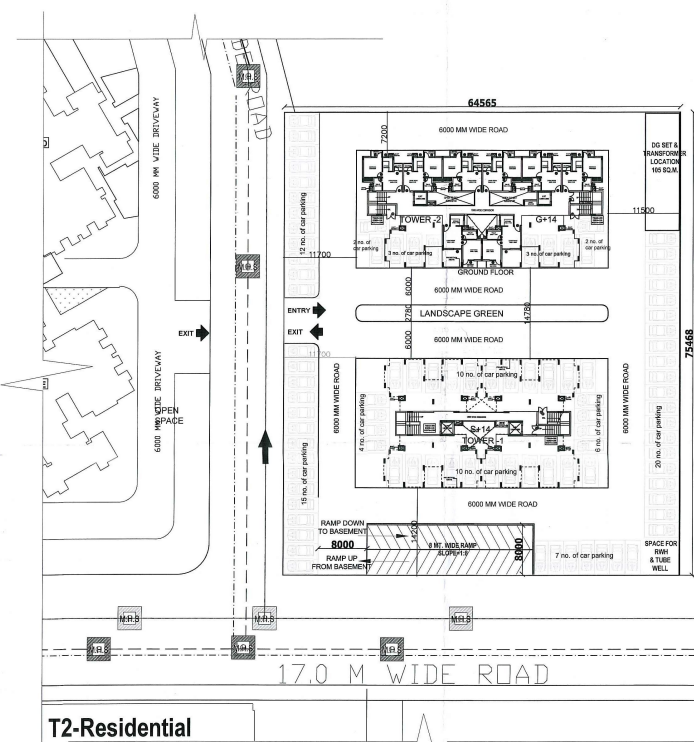 64565
7200
6000 MM WIDE ROAD
DG SET &
TRANSFORMER
LOCATION
105 SQ.M.
M.R.S
6000 MM WIDE DRIVEWAY
12 no. of car parking
TOWER -2
G+14
11500
2 no. of
car parking
3 no. of car parking
3 no. of car parking
2 no. of
car parking
11700
GROUND FLOOR
M.R.S
6000
6000 MM WIDE ROAD
2780
14780
ENTRY
LANDSCAPE GREEN
EXIT
EXIT
6000
6000 MM WIDE ROAD
11700
75468
6000 MM WIDE DRIVEWAY
OPEN
SPACE
6000 MM WIDE ROAD
10 no. of car parking
6000 MM WIDE ROAD
4 no. of car parking
S+14
TOWER -1
6 no. of car parking
20 no. of car parking
10 no. of car parking
15 no. of car parking
6000 MM WIDE ROAD
RAMP DOWN
TO BASEMENT
14200
8000
8 MT. WIDE RAMP
SLOPE=1:8
8000
RAMP UP
FROM BASEMENT
7 no. of car parking
SPACE FOR
RWH
& TUBE
WELL
M.R.S
M.R.S
M.R.S
M.R.S
M.R.S
M.R.S
17.0 M WIDE ROAD
T2-Residential